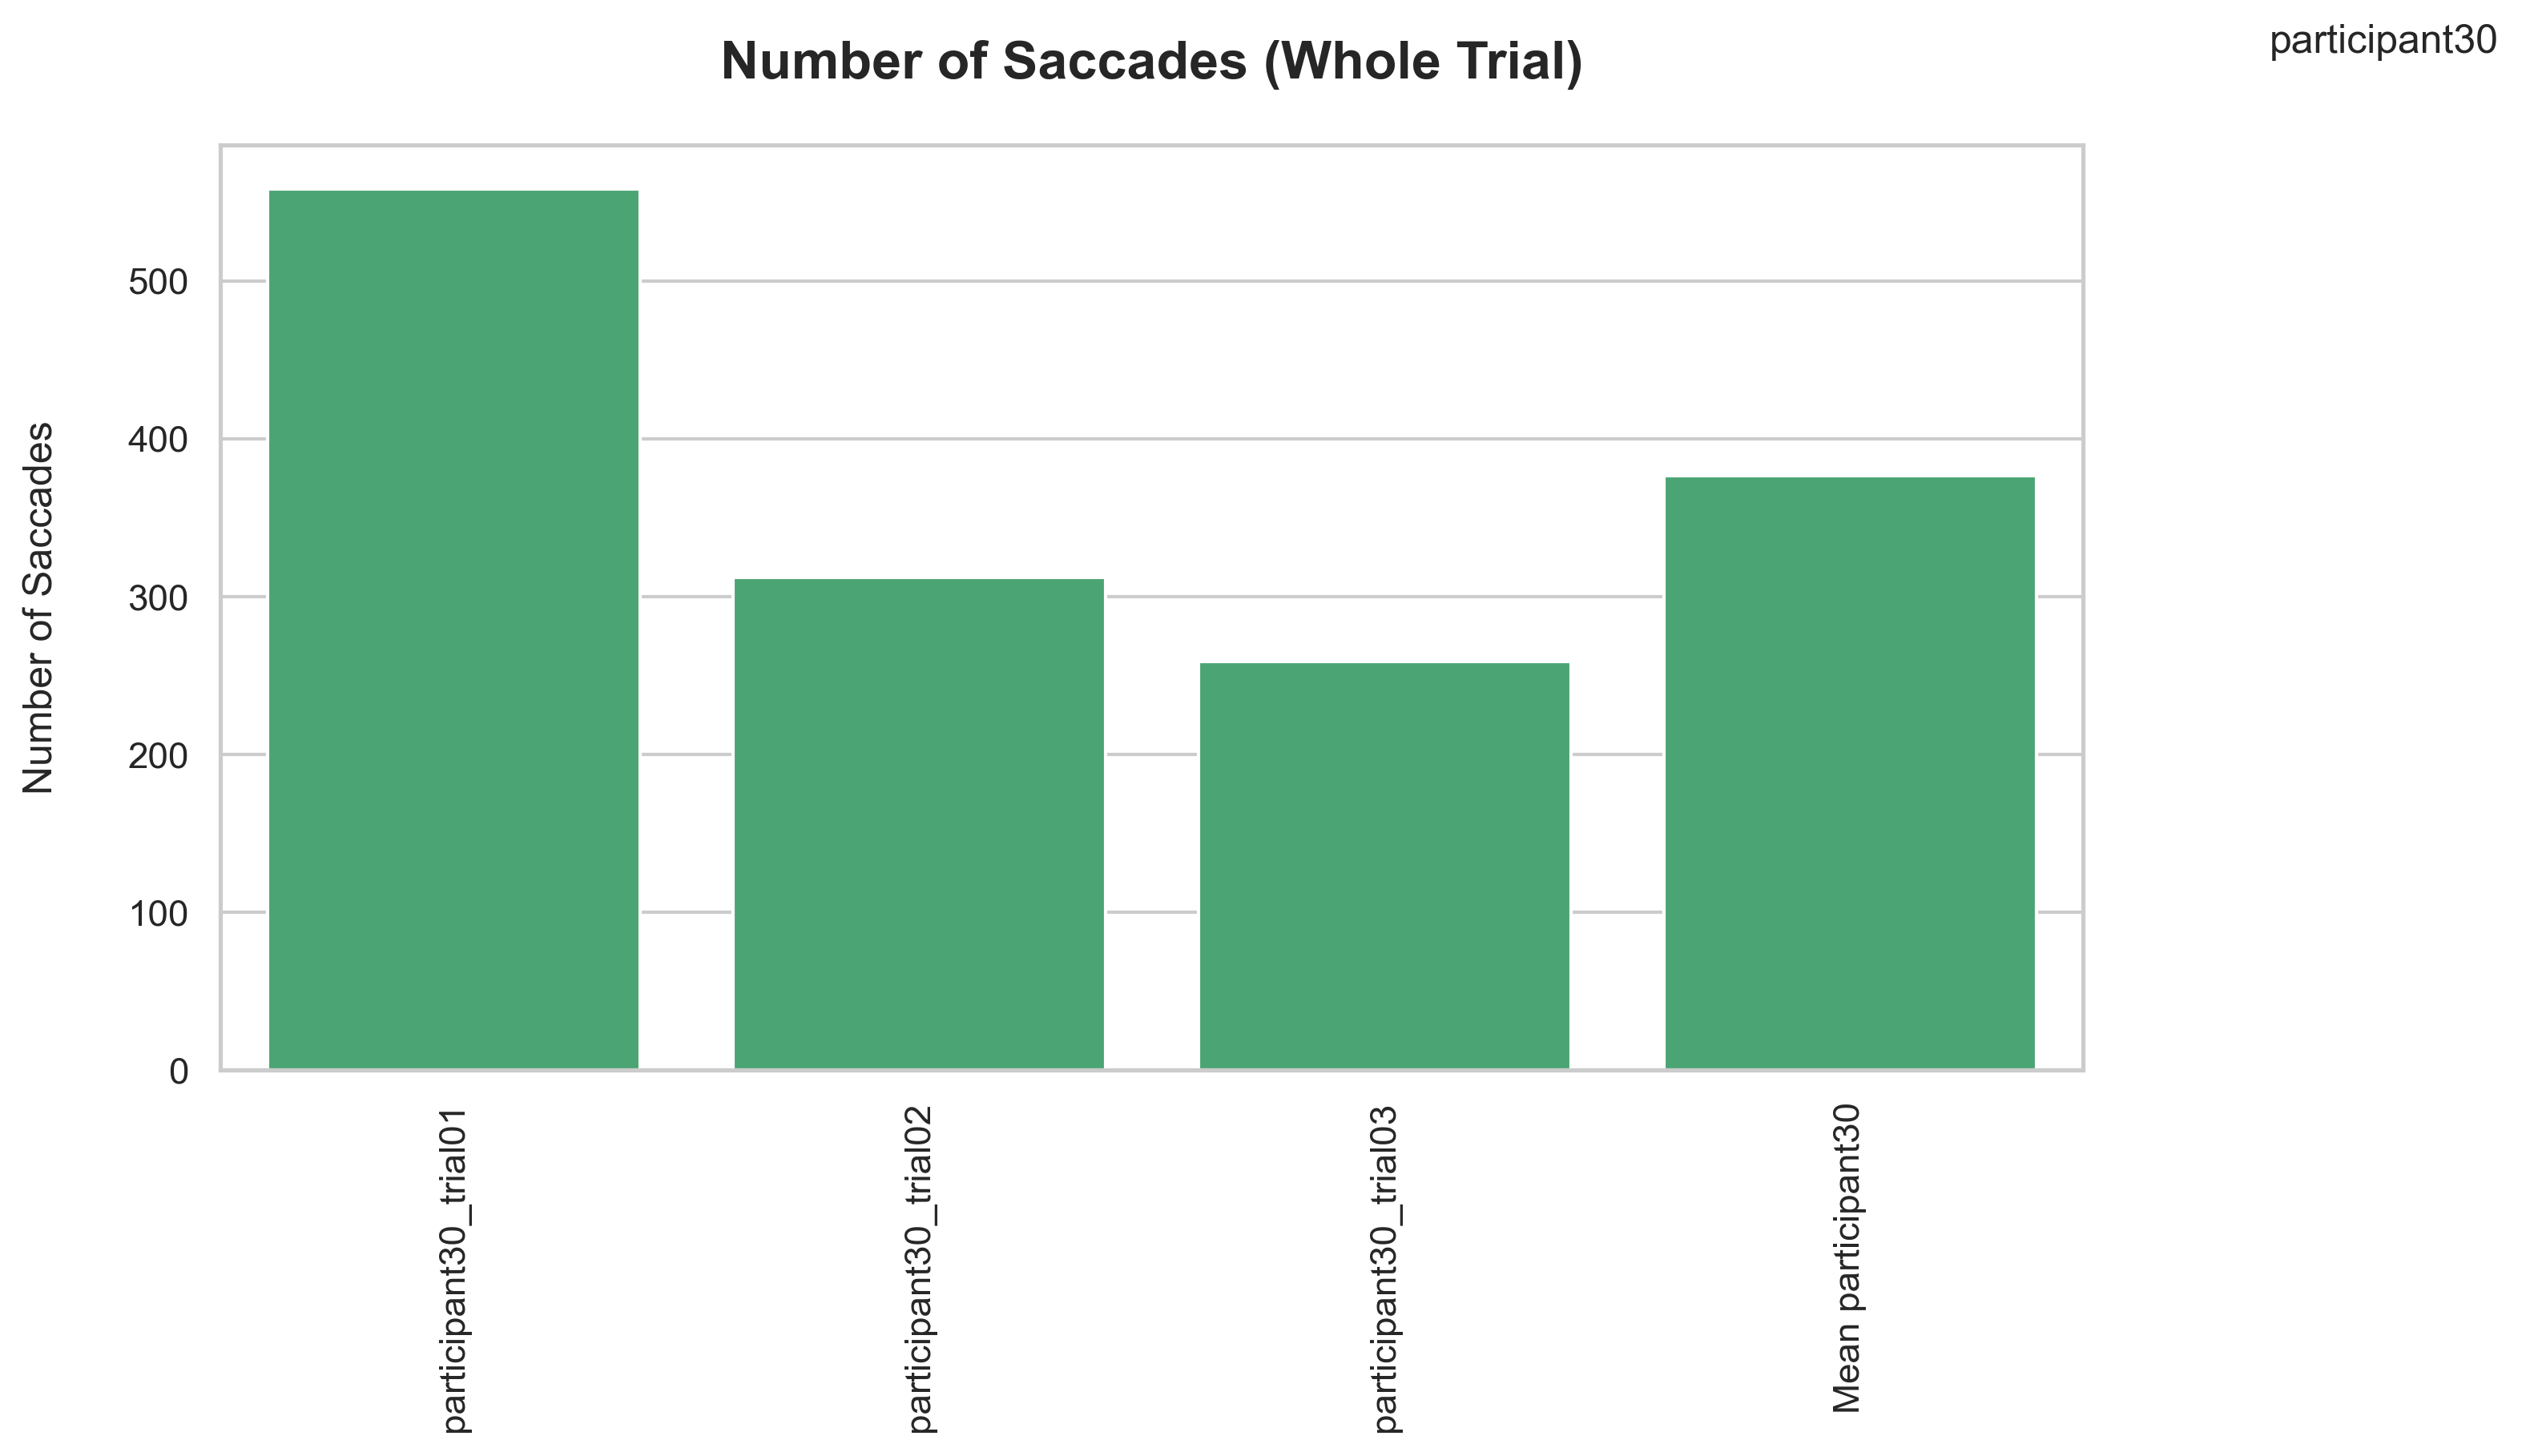 participant30
Number of Saccades (Whole Trial)
Number of Saccades
500
400
300
200
100
0
participant30_trial01
participant30_trial02
participant30_trial03
Mean participant30